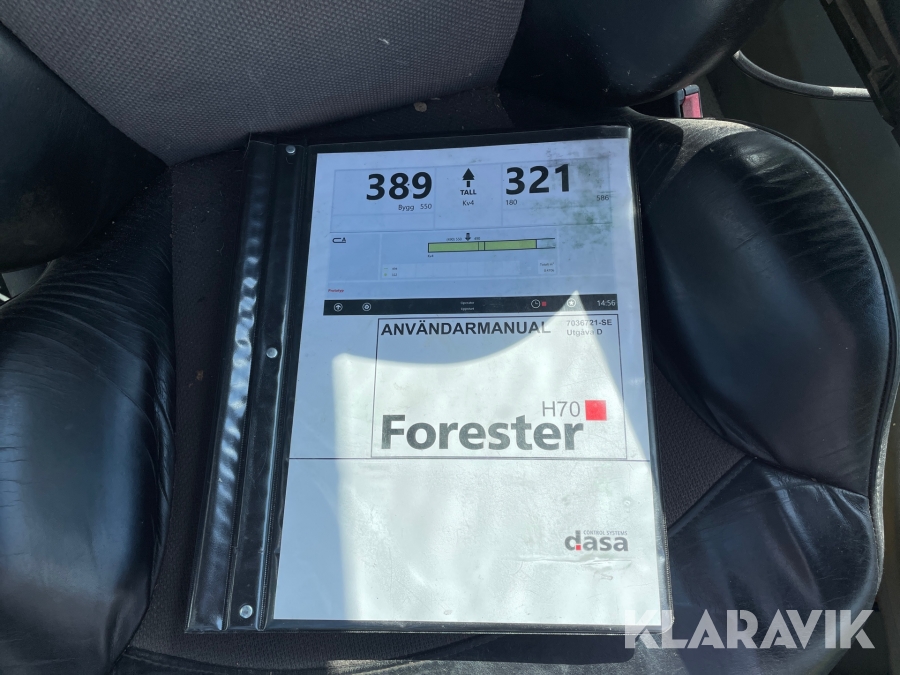 389
TALL
321
Bygg 550
Kv4
180
586
14:56
ANVÄNDARMANUAL
7036721-SE
Utgåva D
H70
Forester
CONTROL SYSTEMS
dasa
KLARAVIK